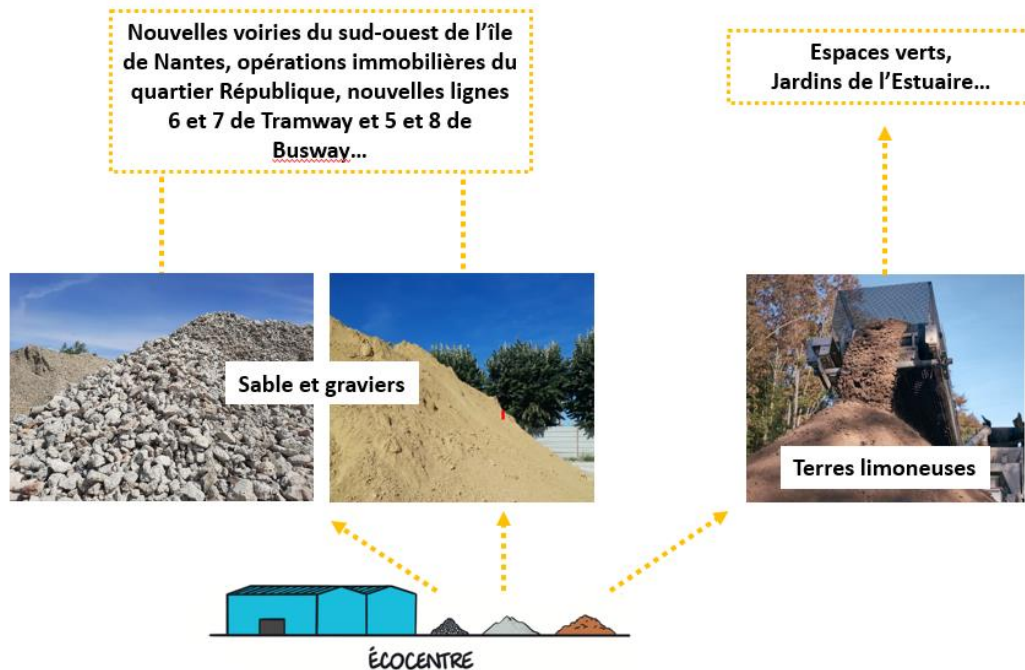 Nouvelles voiries du sud-ouest de l’île
de Nantes, opérations immobilières du
quartier République, nouvelles lignes
6 et 7 de Tramway et 5 et 8 de
Busway...
Espaces verts,
Jardins de l’Estuaire...
Sable et graviers
Terres limoneuses
ÉCOCENTRE